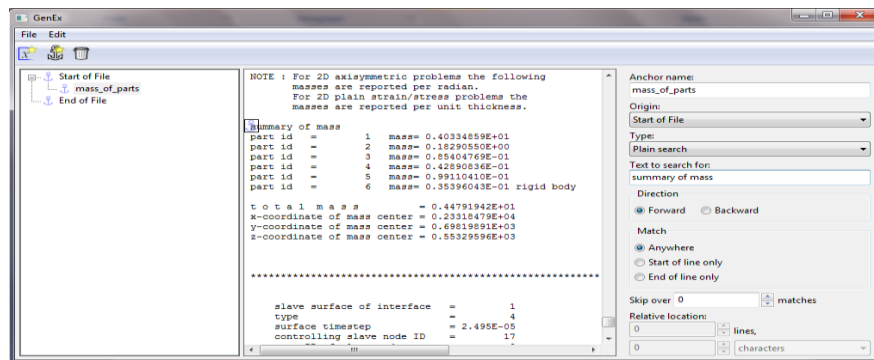 GenEx
File Edit
Start of File
mass_of_parts
End of File
NOTE : For 2D axisymmetric problems the following
masses are reported per radian.
For 2D plain strain/stress problems the
masses are reported per unit thickness.
summary of mass
part id = 1 mass= 0.40334859E+01
part id = 2 mass= 0.18290550E+00
part id = 3 mass= 0.85404769E-01
part id = 4 mass= 0.42890836E-01
part id = 5 mass= 0.99110410E-01
part id = 6 mass= 0.35396043E-01 rigid body
t o t a l m a s s = 0.44791942E+01
x-coordinate of mass center = 0.23318479E+04
y-coordinate of mass center = 0.69819891E+03
z-coordinate of mass center = 0.55329596E+03
************************************************************
slave surface of interface = 1
type = 4
surface timestep = 2.495E-05
controlling slave node ID = 17
Anchor name:
mass_of_parts
Origin:
Start of File
Type:
Plain search
Text to search for:
summary of mass
Direction
Forward Backward
Match
Anywhere
Start of line only
End of line only
Skip over 0 matches
Relative location:
0 lines,
0 characters